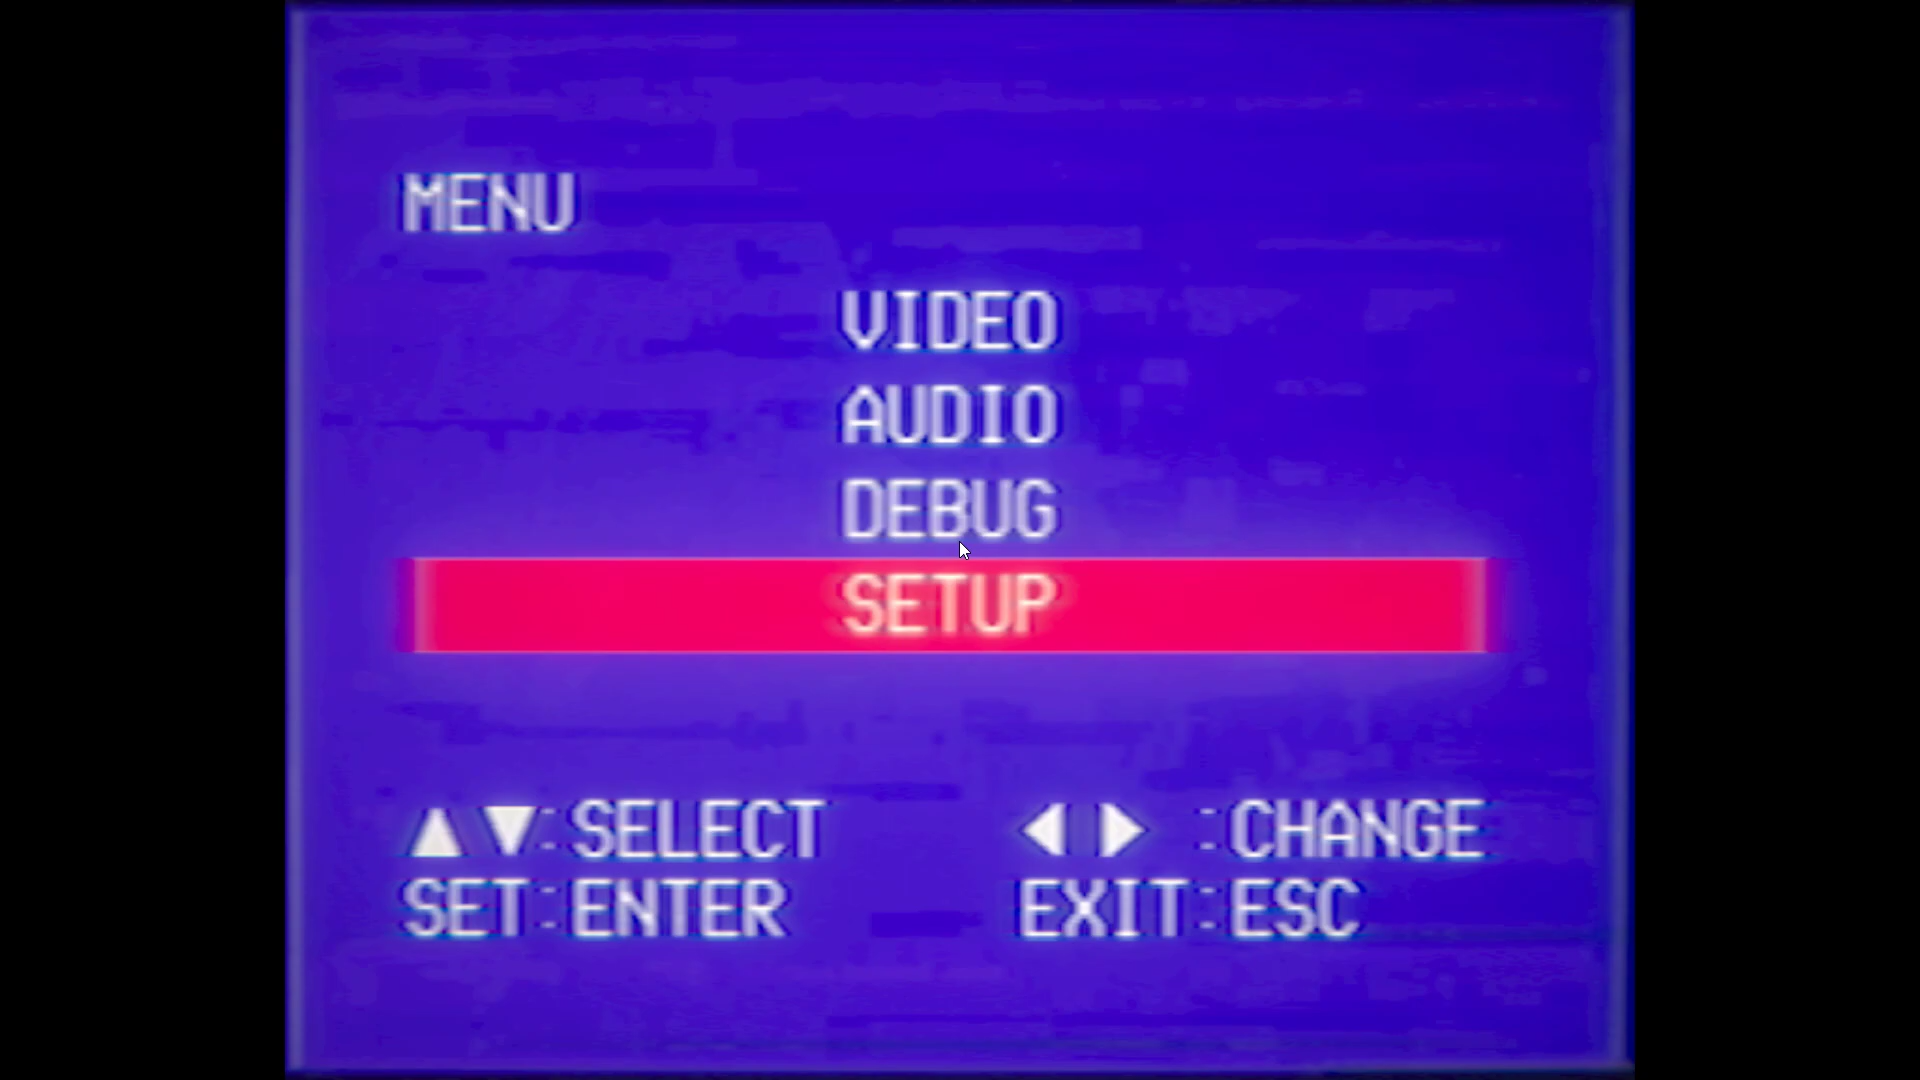 MENU
VIDEO
AUDIO
DEBUG
SETUP
▲▼:SELECT ◀▶ :CHANGE
SET:ENTER EXIT:ESC